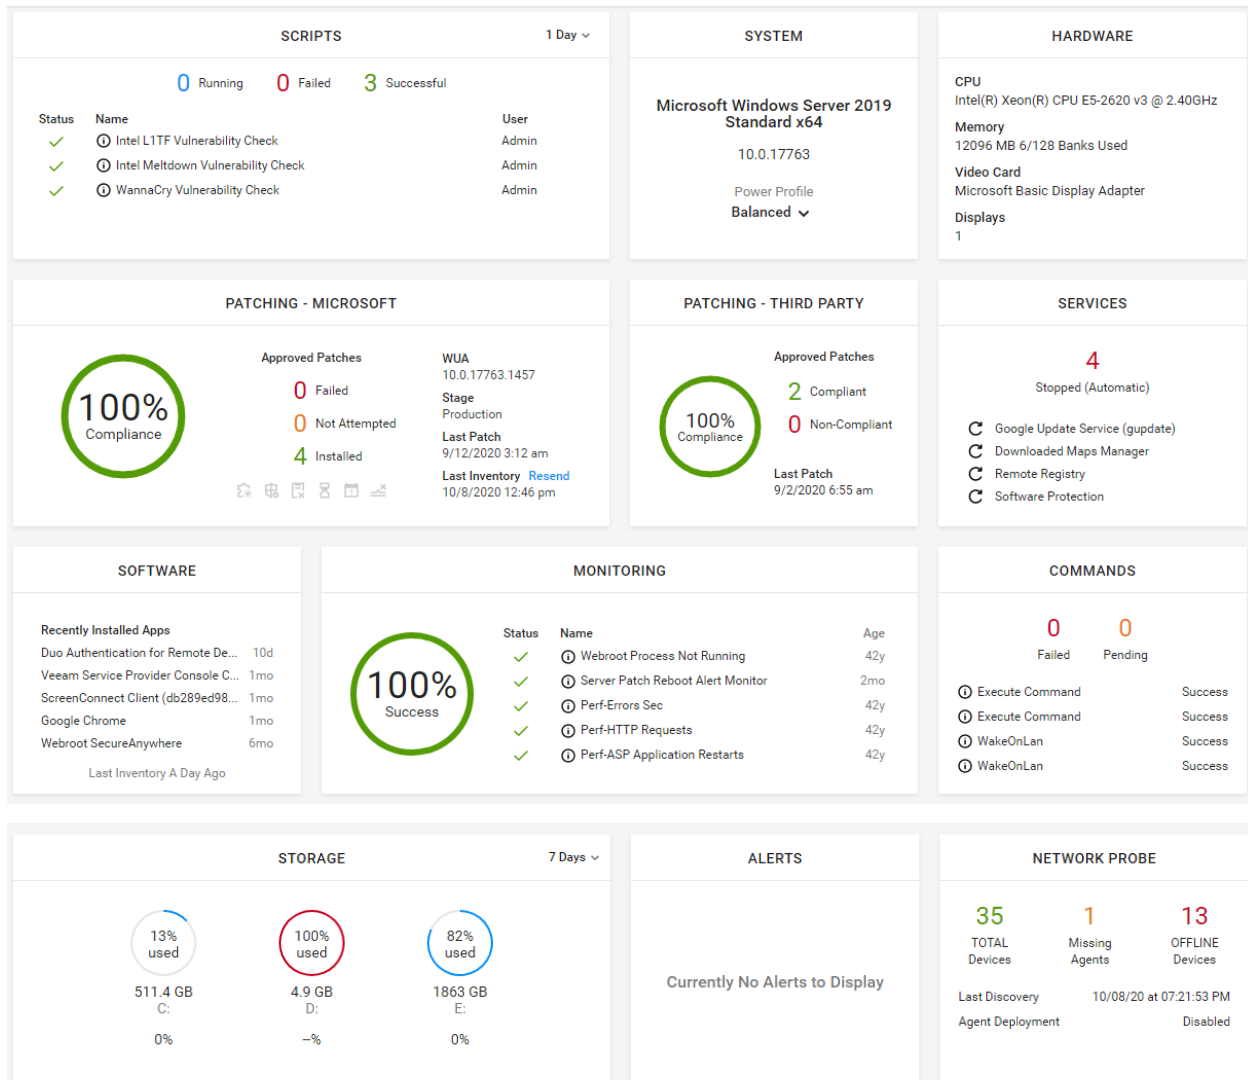 SCRIPTS
1 Day
0 Running 0 Failed 3 Successful
Status Name User
Intel L1TF Vulnerability Check Admin
Intel Meltdown Vulnerability Check Admin
WannaCry Vulnerability Check Admin
SYSTEM
Microsoft Windows Server 2019
Standard x64
10.0.17763
Power Profile
Balanced
HARDWARE
CPU
Intel(R) Xeon(R) CPU E5-2620 v3 @ 2.40GHz
Memory
12096 MB 6/128 Banks Used
Video Card
Microsoft Basic Display Adapter
Displays
1
PATCHING - MICROSOFT
100%
Compliance
Approved Patches
0 Failed
0 Not Attempted
4 Installed
WUA
10.0.17763.1457
Stage
Production
Last Patch
9/12/2020 3:12 am
Last Inventory Resend
10/8/2020 12:46 pm
PATCHING - THIRD PARTY
100%
Compliance
Approved Patches
2 Compliant
0 Non-Compliant
Last Patch
9/2/2020 6:55 am
SERVICES
4
Stopped (Automatic)
Google Update Service (gupdate)
Downloaded Maps Manager
Remote Registry
Software Protection
SOFTWARE
Recently Installed Apps
Duo Authentication for Remote De... 10d
Veeam Service Provider Console C... 1mo
ScreenConnect Client (db289ed98... 1mo
Google Chrome 1mo
Webroot SecureAnywhere 6mo
Last Inventory A Day Ago
MONITORING
100%
Success
Status Name Age
Webroot Process Not Running 42y
Server Patch Reboot Alert Monitor 2mo
Perf-Errors Sec 42y
Perf-HTTP Requests 42y
Perf-ASP Application Restarts 42y
COMMANDS
0 0
Failed Pending
Execute Command Success
Execute Command Success
WakeOnLan Success
WakeOnLan Success
STORAGE
7 Days
13% 100% 82%
used used used
511.4 GB 4.9 GB 1863 GB
C: D: E:
0% --% 0%
ALERTS
Currently No Alerts to Display
NETWORK PROBE
35 1 13
TOTAL Missing OFFLINE
Devices Agents Devices
Last Discovery 10/08/20 at 07:21:53 PM
Agent Deployment Disabled